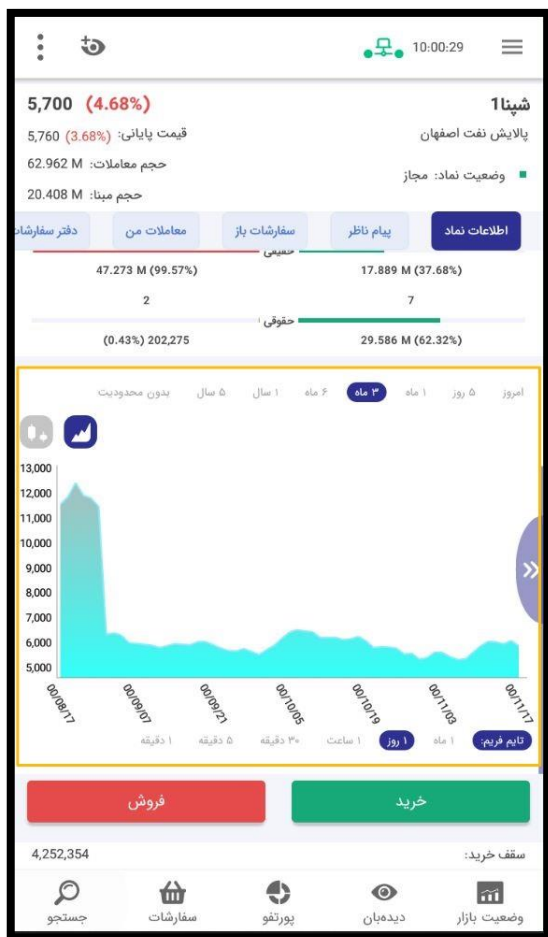 10:00:29
شپنا1
5,700 (4.68%)
پالایش نفت اصفهان
قیمت پایانی: (3.68%) 5,760
وضعیت نماد: مجاز
حجم معاملات: 62.962 M
حجم مبنا: 20.408 M
اطلاعات نماد
پیام ناظر
سفارشات باز
معاملات من
دفتر سفارشات
حقیقی
17.889 M (37.68%)
47.273 M (99.57%)
7
2
حقوقی
29.586 M (62.32%)
202,275 (0.43%)
امروز
۵ روز
۱ ماه
۳ ماه
۶ ماه
۱ سال
۵ سال
بدون محدودیت
13,000
12,000
11,000
10,000
9,000
8,000
7,000
6,000
5,000
00/08/17
00/09/07
00/09/21
00/10/05
00/10/19
00/11/03
00/11/17
تایم فریم:
۱ ماه
۱ روز
۱ ساعت
۳۰ دقیقه
۵ دقیقه
۱ دقیقه
خرید
فروش
سقف خرید:
4,252,354
وضعیت بازار
دیده‌بان
پورتفو
سفارشات
جستجو